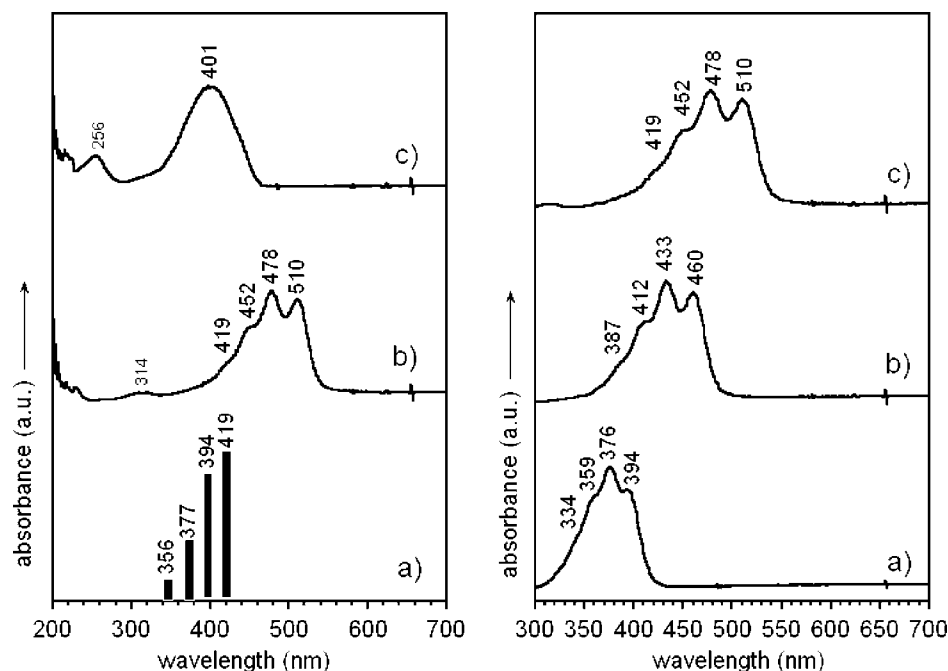 401
256
c)
478
510
452
419
314
b)
419
394
377
356
a)
absorbance (a.u.)
200 300 400 500 600 700
wavelength (nm)
478
510
452
419
c)
433
460
412
387
b)
376
394
359
334
a)
absorbance (a.u.)
300 350 400 450 500 550 600 650 700
wavelength (nm)
absorbance (a.u.)
absorbance (a.u.)